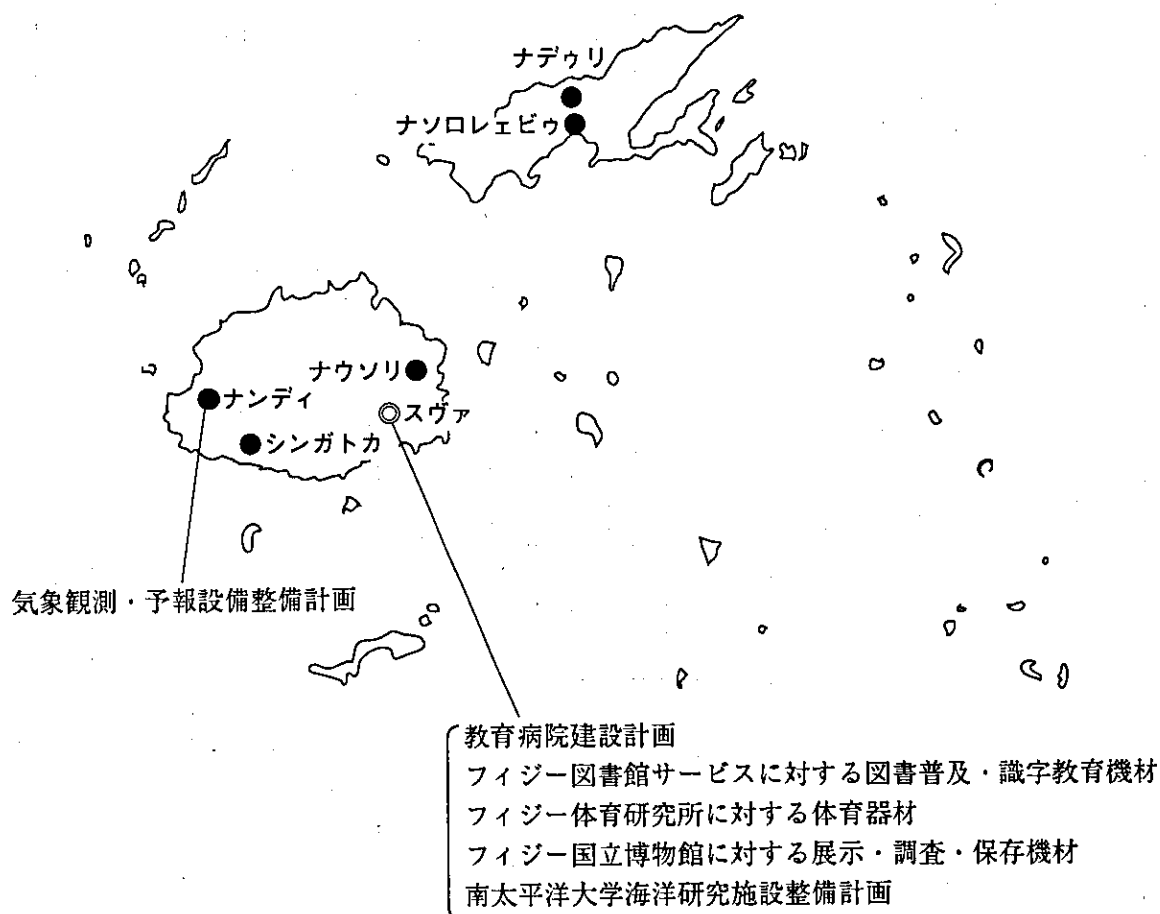 ナデゥリ
ナソロレェビゥ
ナウソリ
ナンディ
スヴァ
シンガトカ
気象観測・予報設備整備計画
教育病院建設計画
フィジー図書館サービスに対する図書普及・識字教育機材
フィジー体育研究所に対する体育器材
フィジー国立博物館に対する展示・調査・保存機材
南太平洋大学海洋研究施設整備計画